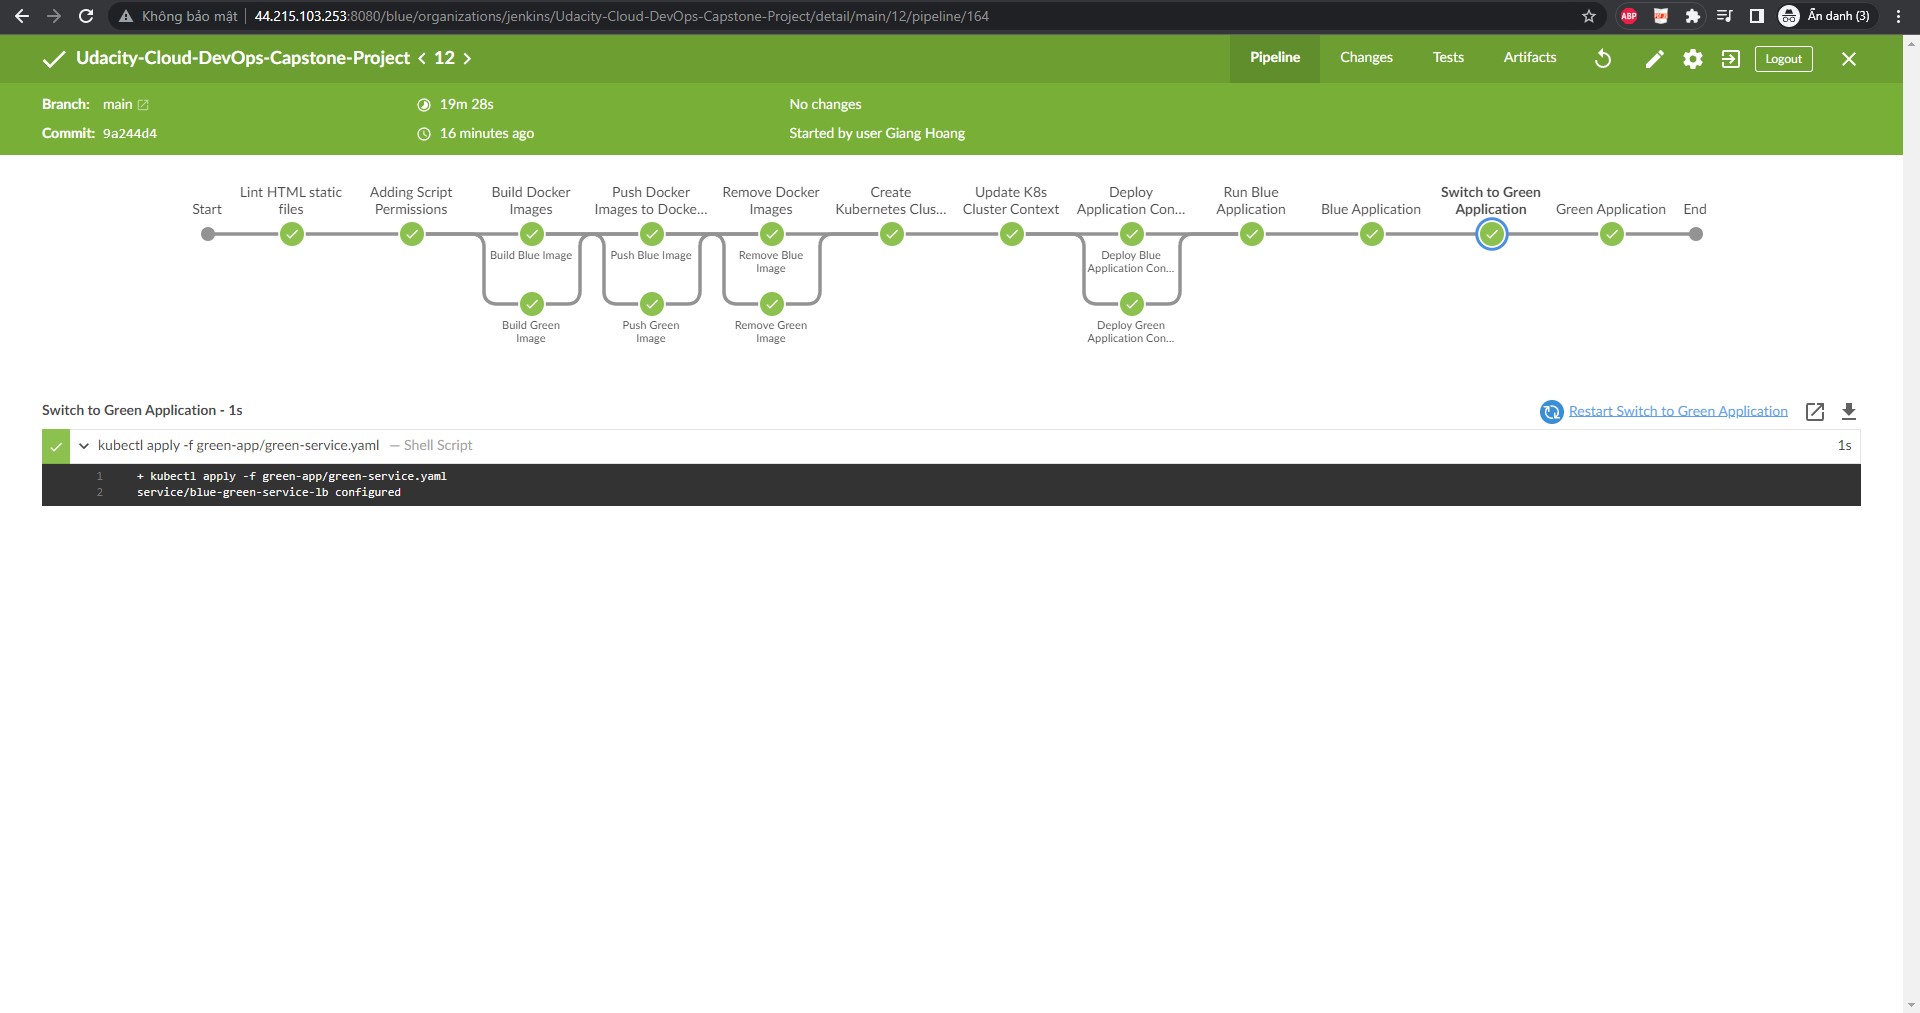 Không bảo mật
44.215.103.253:8080/blue/organizations/jenkins/Udacity-Cloud-DevOps-Capstone-Project/detail/main/12/pipeline/164
ABP
Ẩn danh (3)
Udacity-Cloud-DevOps-Capstone-Project < 12 >
Pipeline
Changes
Tests
Artifacts
Logout
Branch: main
19m 28s
No changes
Commit: 9a244d4
16 minutes ago
Started by user Giang Hoang
Start
Lint HTML static
files
Adding Script
Permissions
Build Docker
Images
Push Docker
Images to Docke...
Remove Docker
Images
Create
Kubernetes Clus...
Update K8s
Cluster Context
Deploy
Application Con...
Run Blue
Application
Blue Application
Switch to Green
Application
Green Application
End
Build Blue Image
Push Blue Image
Remove Blue
Image
Deploy Blue
Application Con...
Build Green
Image
Push Green
Image
Remove Green
Image
Deploy Green
Application Con...
Switch to Green Application - 1s
Restart Switch to Green Application
kubectl apply -f green-app/green-service.yaml — Shell Script
1s
1 + kubectl apply -f green-app/green-service.yaml
2 service/blue-green-service-lb configured